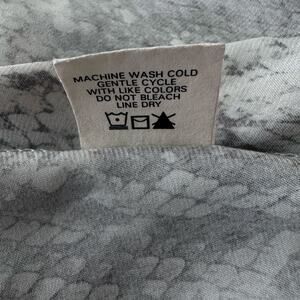 MACHINE WASH COLD
GENTLE CYCLE
WITH LIKE COLORS
DO NOT BLEACH
LINE DRY